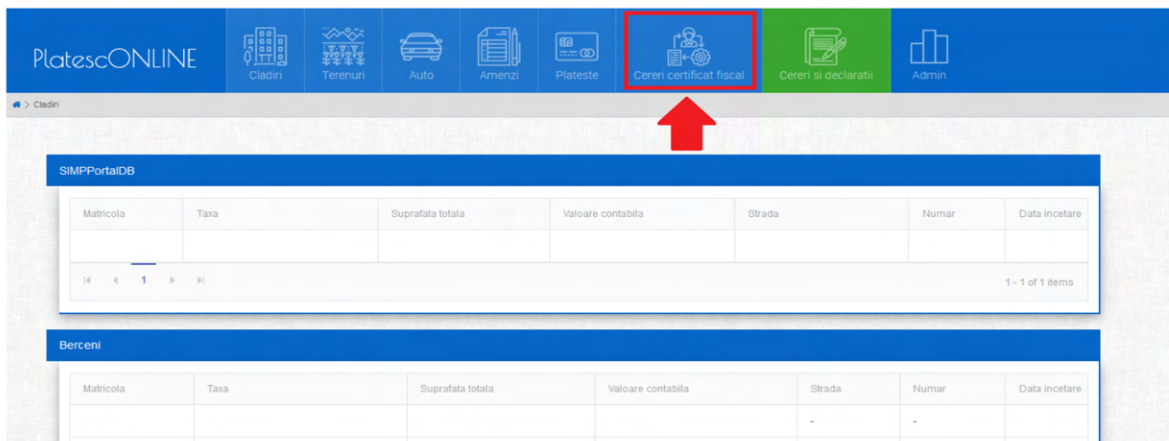 PlatescONLINE
Cladiri
Terenuri
Auto
Amenzi
Plateste
Cereri certificat fiscal
Cereri si declaratii
Admin
> Cladiri
SIMPPortalDB
Matricola Taxa Suprafata totala Valoare contabila Strada Numar Data incetare
1
1 - 1 of 1 items
Berceni
Matricola Taxa Suprafata totala Valoare contabila Strada Numar Data incetare
- -